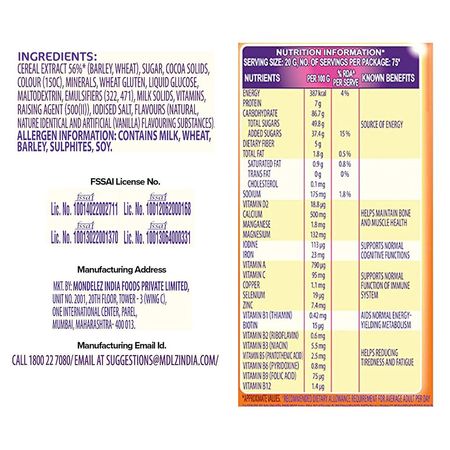 INGREDIENTS:
CEREAL EXTRACT 56%* (BARLEY, WHEAT), SUGAR, COCOA SOLIDS,
COLOUR (150C), MINERALS, WHEAT GLUTEN, LIQUID GLUCOSE,
MALTODEXTRIN, EMULSIFIERS (322, 471), MILK SOLIDS, VITAMINS,
RAISING AGENT (500(II)), IODISED SALT, FLAVOURS (NATURAL,
NATURE IDENTICAL AND ARTIFICIAL (VANILLA) FLAVOURING SUBSTANCES).
ALLERGEN INFORMATION: CONTAINS MILK, WHEAT,
BARLEY, SULPHITES, SOY.
FSSAI License No.
fssai fssai
Lic. No. 10014022002711 Lic. No. 10012062000168
fssai fssai
Lic. No. 10013022001370 Lic. No. 10013064000331
Manufacturing Address
MKT. BY: MONDELEZ INDIA FOODS PRIVATE LIMITED,
UNIT NO. 2001, 20TH FLOOR, TOWER - 3 (WING C),
ONE INTERNATIONAL CENTER, PAREL,
MUMBAI, MAHARASHTRA- 400 013.
Manufacturing Email Id.
CALL 1800 22 7080/ EMAIL AT SUGGESTIONS@MDLZINDIA.COM/
NUTRITION INFORMATION*
SERVING SIZE: 20 G, NO. OF SERVINGS PER PACKAGE: 75*
NUTRIENTS PER 100 G % RDA* PER SERVE KNOWN BENEFITS
ENERGY 387 kcal 4%
PROTEIN 7 g
CARBOHYDRATE 86.7 g
TOTAL SUGARS 49.8 g SOURCE OF ENERGY
ADDED SUGARS 37.4 g 15 %
DIETARY FIBER 5 g
TOTAL FAT 1.8 g 0.5 %
SATURATED FAT 0.9 g 0.8%
TRANS FAT 0 g 0%
CHOLESTEROL 0.1 mg
SODIUM 175 mg 1.8%
VITAMIN D2 18.8 µg
CALCIUM 500 mg HELPS MAINTAIN BONE
MANGANESE 1.8 mg AND MUSCLE HEALTH
MAGNESIUM 132 mg
IODINE 113 µg SUPPORTS NORMAL
IRON 23 mg COGNITIVE FUNCTIONS
VITAMIN A 790 µg
VITAMIN C 95 mg SUPPORTS NORMAL
COPPER 1.1 mg FUNCTION OF IMMUNE
SELENIUM 19 µg SYSTEM
ZINC 7.4 mg
VITAMIN B1 (THIAMIN) 0.42 mg AIDS NORMAL ENERGY-
BIOTIN 15 µg YIELDING METABOLISM
VITAMIN B2 (RIBOFLAVIN) 0.6 mg
VITAMIN B3 (NIACIN) 5.5 mg
VITAMIN B5 (PANTOTHENIC ACID) 2.5 mg HELPS REDUCING
VITAMIN B6 (PYRIDOXINE) 0.8 mg TIREDNESS AND FATIGUE
VITAMIN B9 (FOLIC ACID) 75 µg
VITAMIN B12 1.4 µg
*APPROXIMATE VALUES. *RECOMMENDED DIETARY ALLOWANCE REQUIREMENT FOR AVERAGE ADULT PER DAY